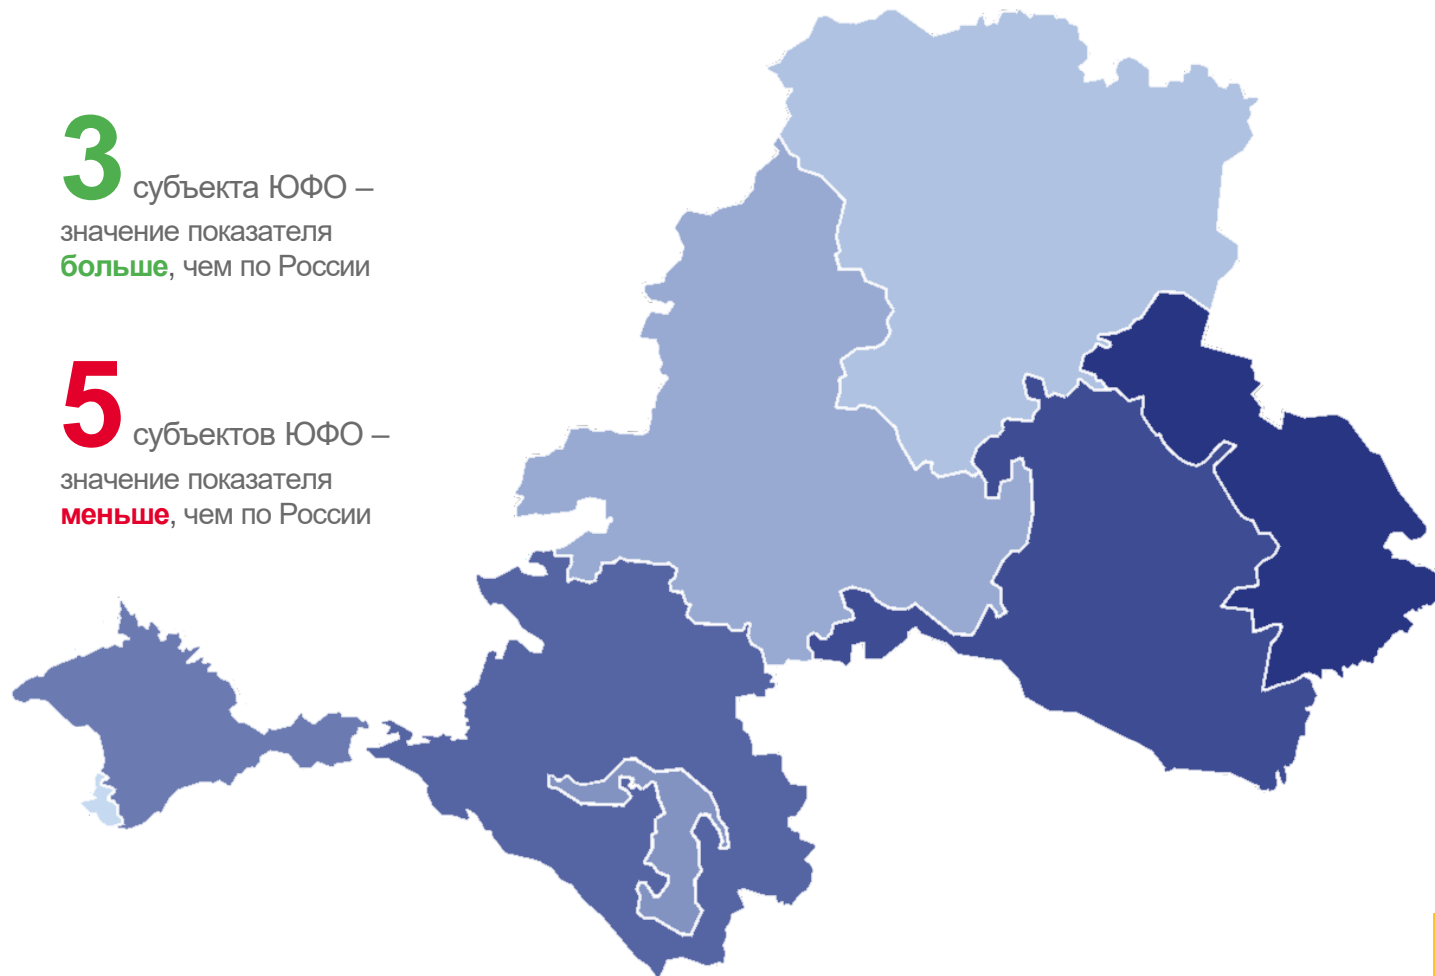 3 субъекта ЮФО –
значение показателя
больше, чем по России
5 субъектов ЮФО –
значение показателя
меньше, чем по России